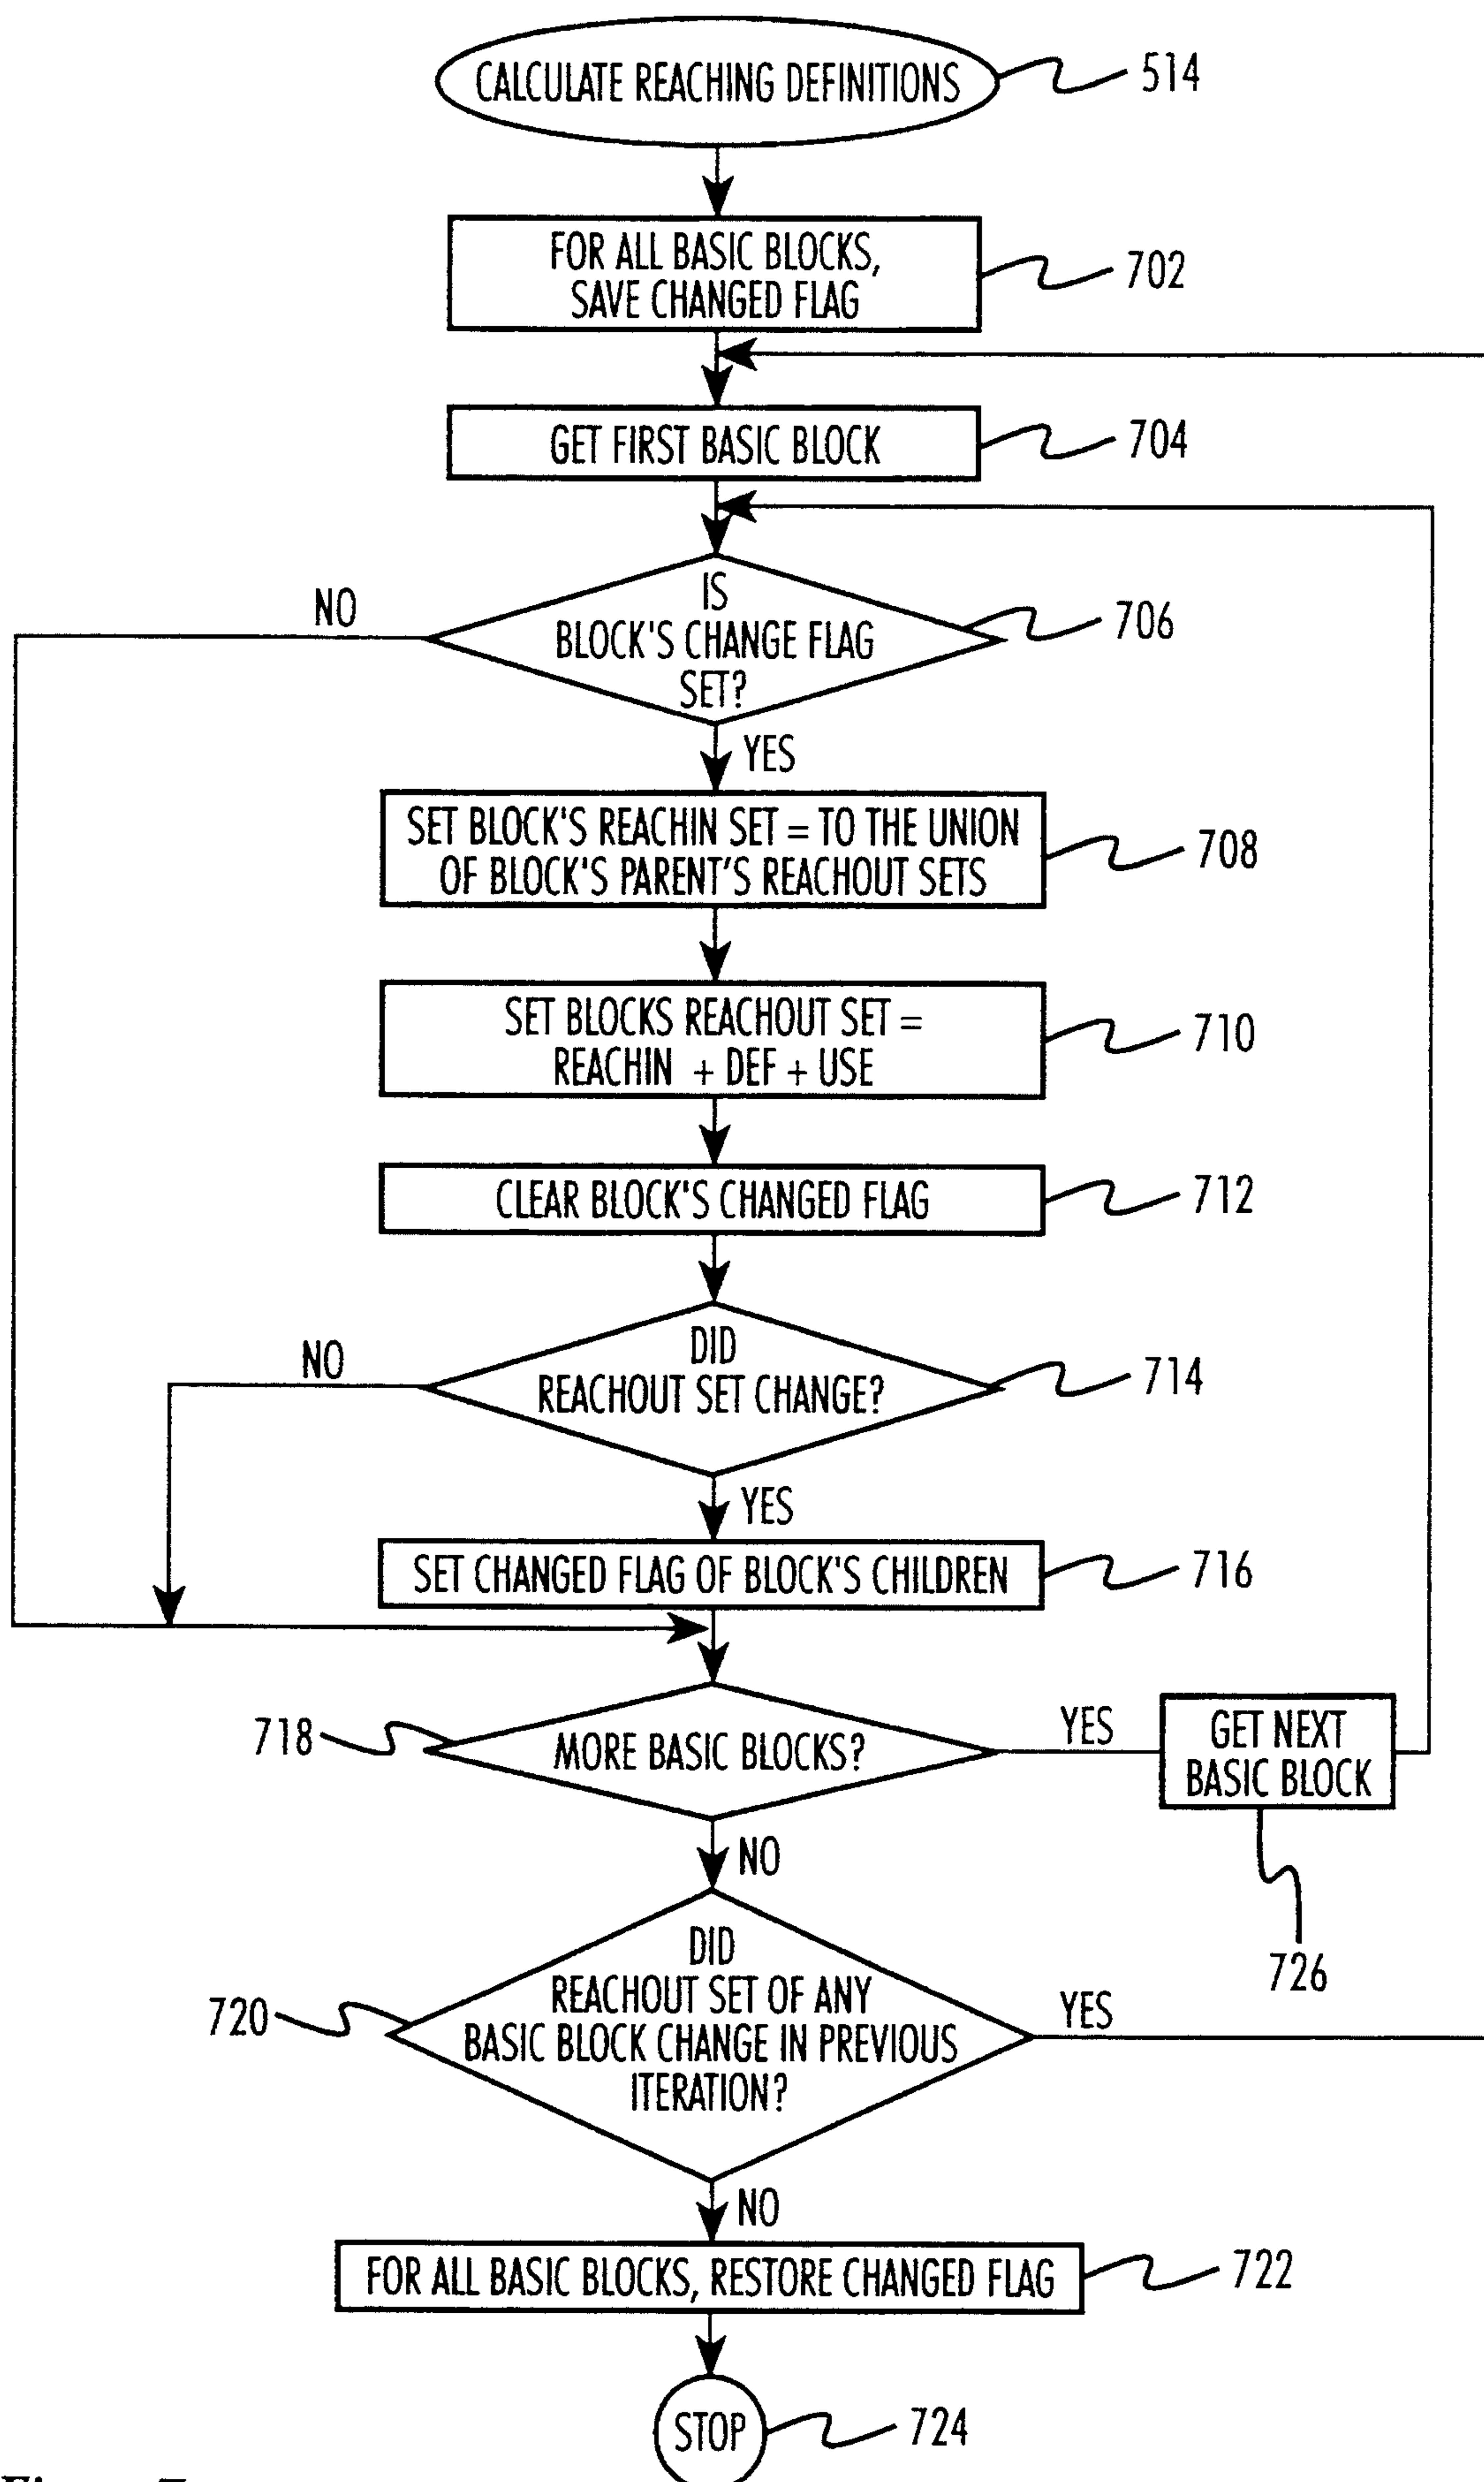 CALCULATE REACHING DEFINITIONS
514
FOR ALL BASIC BLOCKS,
SAVE CHANGED FLAG
702
GET FIRST BASIC BLOCK
704
NO
IS
BLOCK'S CHANGE FLAG
SET?
706
YES
SET BLOCK'S REACHIN SET = TO THE UNION
OF BLOCK'S PARENT'S REACHOUT SETS
708
SET BLOCKS REACHOUT SET =
REACHIN + DEF + USE
710
CLEAR BLOCK'S CHANGED FLAG
712
NO
DID
REACHOUT SET CHANGE?
714
YES
SET CHANGED FLAG OF BLOCK'S CHILDREN
716
718
MORE BASIC BLOCKS?
YES
GET NEXT
BASIC BLOCK
NO
726
720
DID
REACHOUT SET OF ANY
BASIC BLOCK CHANGE IN PREVIOUS
ITERATION?
YES
NO
FOR ALL BASIC BLOCKS, RESTORE CHANGED FLAG
722
STOP
724